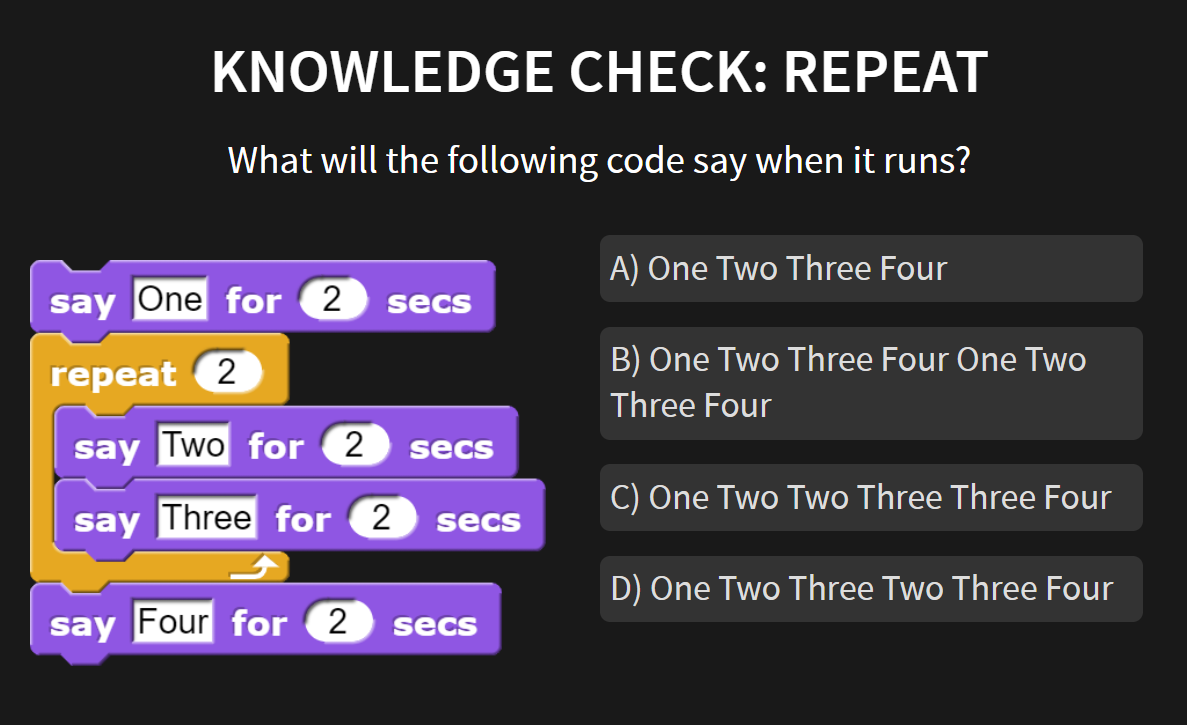 KNOWLEDGE CHECK: REPEAT
What will the following code say when it runs?
say One for 2 secs
repeat 2
say Two for 2 secs
say Three for 2 secs
say Four for 2 secs
A) One Two Three Four
B) One Two Three Four One Two
Three Four
C) One Two Two Three Three Four
D) One Two Three Two Three Four